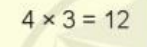 4 × 3 = 12